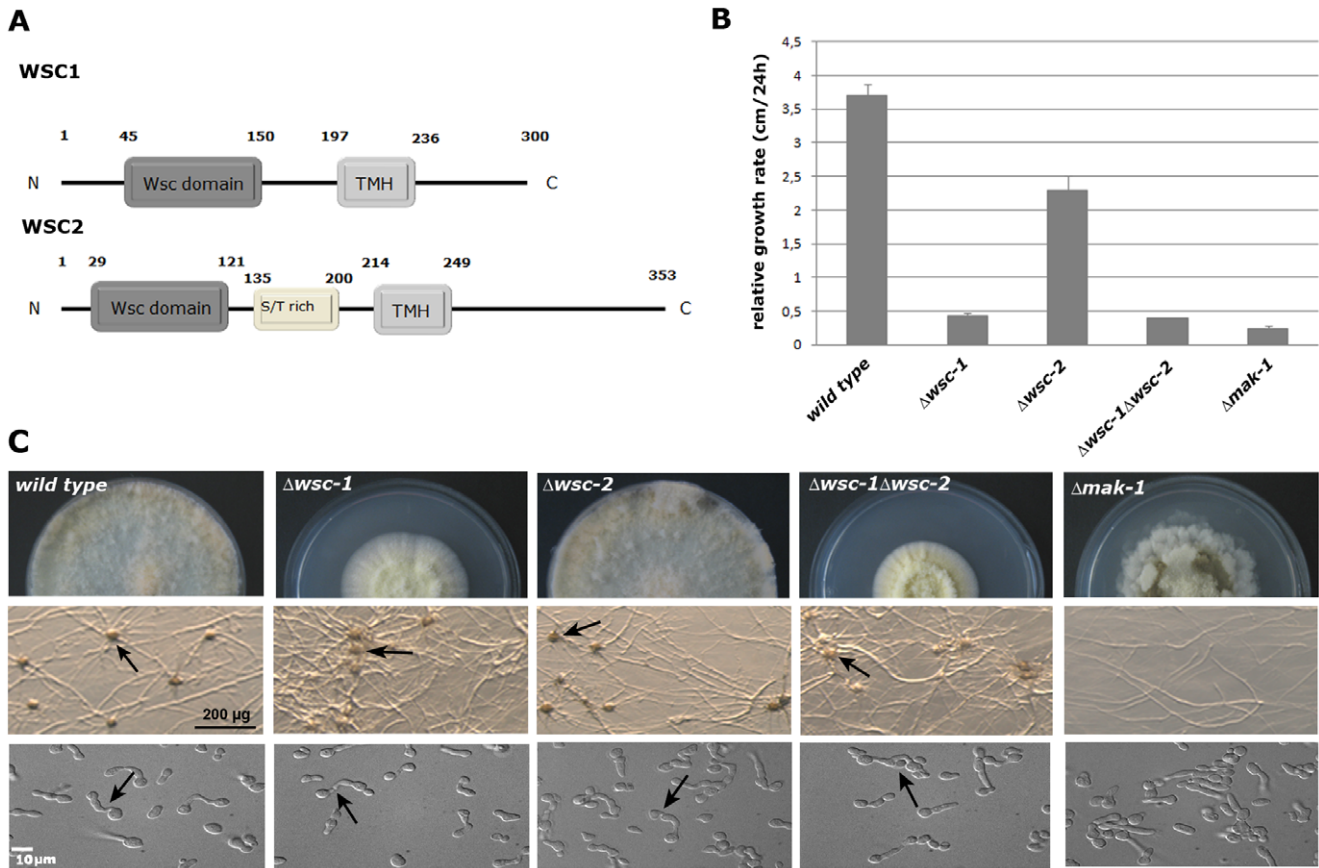 A
WSC1
1 45 150 197 236 300
N Wsc domain TMH C
WSC2
1 29 121 135 200 214 249 353
N Wsc domain S/T rich TMH C
B
relative growth rate (cm/24h)
4,5
4
3,5
3
2,5
2
1,5
1
0,5
0
wild type
Δwsc-1
Δwsc-2
Δwsc-1Δwsc-2
Δmak-1
C
wild type
Δwsc-1
Δwsc-2
Δwsc-1Δwsc-2
Δmak-1
200 µg
10µm